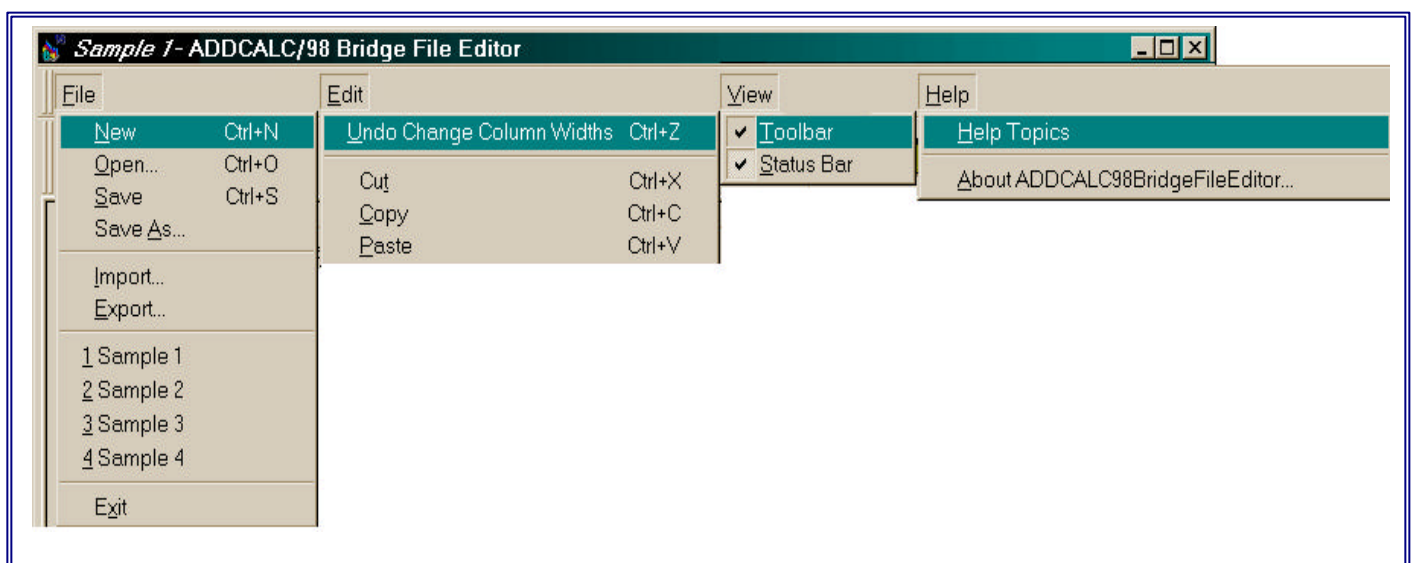 Sample 1- ADDCALC/98 Bridge File Editor
File Edit View Help
New Ctrl+N
Open... Ctrl+O
Save Ctrl+S
Save As...
Import...
Export...
1 Sample 1
2 Sample 2
3 Sample 3
4 Sample 4
Exit
Undo Change Column Widths Ctrl+Z
Cut Ctrl+X
Copy Ctrl+C
Paste Ctrl+V
Toolbar
Status Bar
Help Topics
About ADDCALC98BridgeFileEditor...